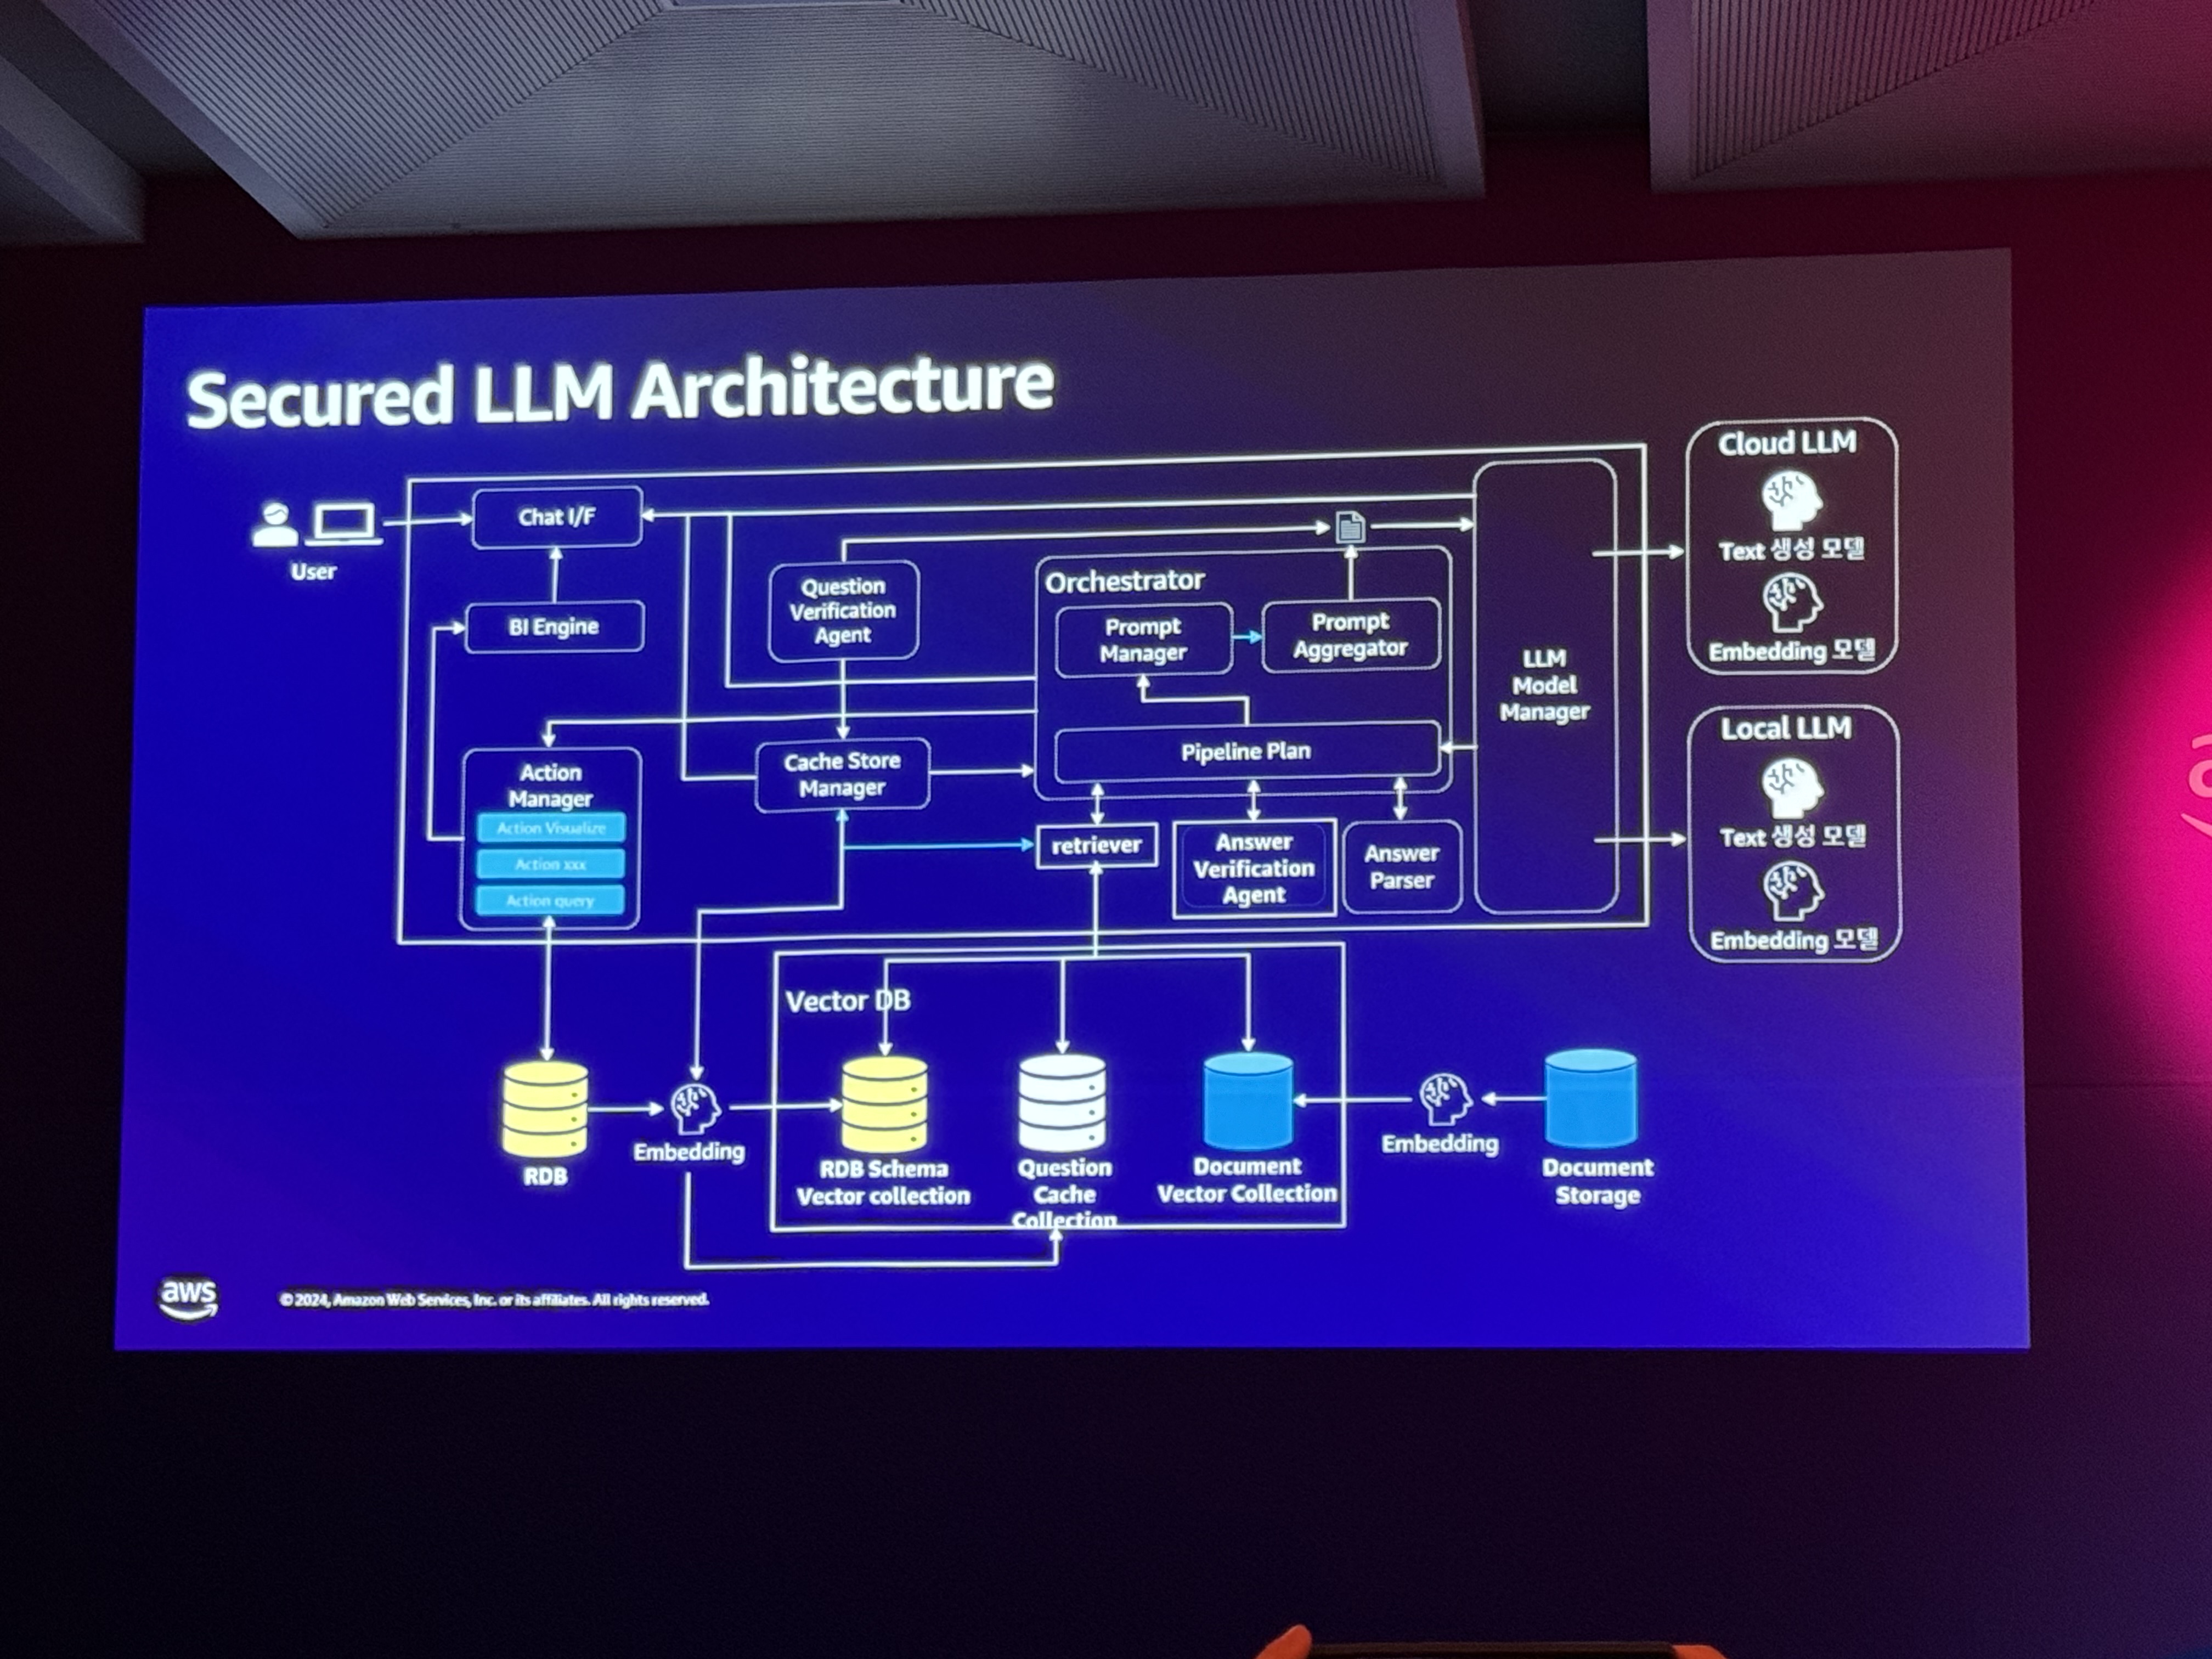 Secured LLM Architecture
User
Chat I/F
BI Engine
Question
Verification
Agent
Orchestrator
Prompt
Manager
Prompt
Aggregator
Pipeline Plan
LLM
Model
Manager
Cloud LLM
Text 생성 모델
Embedding 모델
Local LLM
Text 생성 모델
Embedding 모델
Action
Manager
Action Visualize
Action xxx
Action query
Cache Store
Manager
retriever
Answer
Verification
Agent
Answer
Parser
Vector DB
RDB
Embedding
RDB Schema
Vector collection
Question
Cache
Collection
Document
Vector Collection
Embedding
Document
Storage
aws
© 2024, Amazon Web Services, Inc. or its affiliates. All rights reserved.